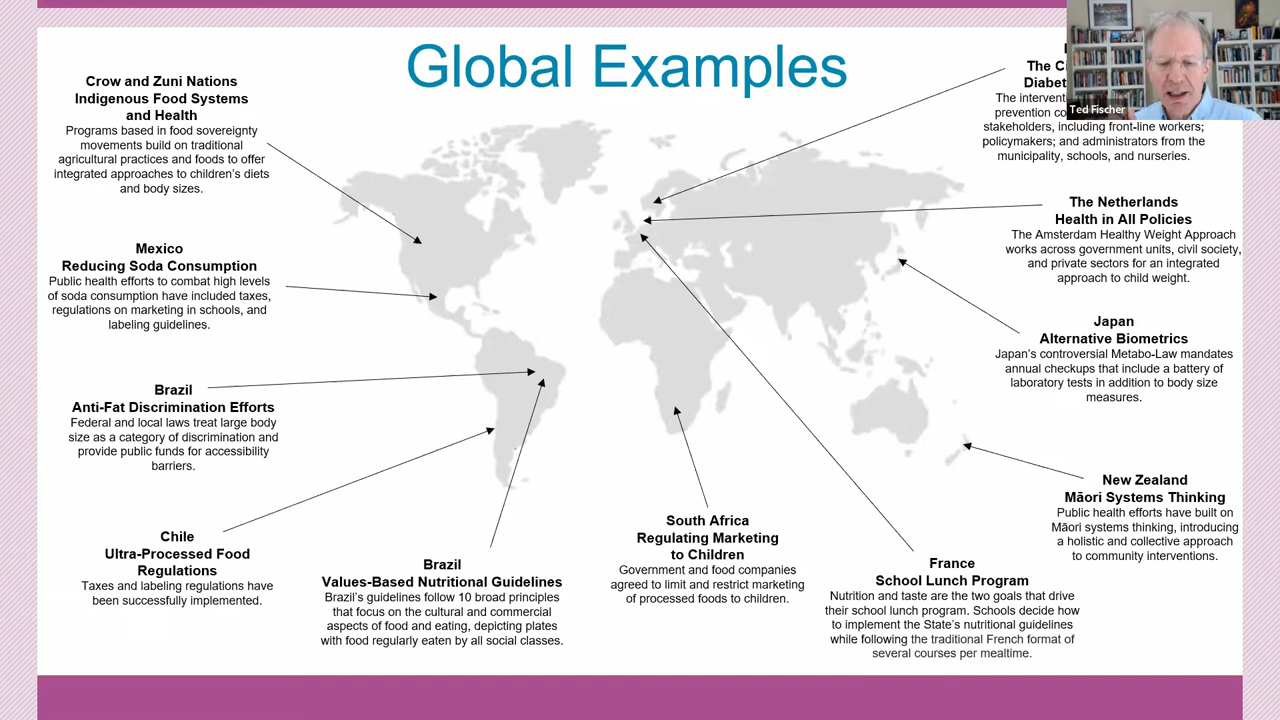 Global Examples
Crow and Zuni Nations
Indigenous Food Systems
and Health
Programs based in food sovereignty
movements build on traditional
agricultural practices and foods to offer
integrated approaches to children's diets
and body sizes.
Mexico
Reducing Soda Consumption
Public health efforts to combat high levels
of soda consumption have included taxes,
regulations on marketing in schools, and
labeling guidelines.
Brazil
Anti-Fat Discrimination Efforts
Federal and local laws treat large body
size as a category of discrimination and
provide public funds for accessibility
barriers.
Chile
Ultra-Processed Food
Regulations
Taxes and labeling regulations have
been successfully implemented.
Brazil
Values-Based Nutritional Guidelines
Brazil's guidelines follow 10 broad principles
that focus on the cultural and commercial
aspects of food and eating, depicting plates
with food regularly eaten by all social classes.
South Africa
Regulating Marketing
to Children
Government and food companies
agreed to limit and restrict marketing
of processed foods to children.
France
School Lunch Program
Nutrition and taste are the two goals that drive
their school lunch program. Schools decide how
to implement the State's nutritional guidelines
while following the traditional French format of
several courses per mealtime.
New Zealand
Māori Systems Thinking
Public health efforts have built on
Māori systems thinking, introducing
a holistic and collective approach
to community interventions.
Japan
Alternative Biometrics
Japan's controversial Metabo-Law mandates
annual checkups that include a battery of
laboratory tests in addition to body size
measures.
The Netherlands
Health in All Policies
The Amsterdam Healthy Weight Approach
works across government units, civil society,
and private sectors for an integrated
approach to child weight.
The
The
prevention
stakeholders, including front-line workers;
policymakers; and administrators from the
municipality, schools, and nurseries.
Ted Fischer